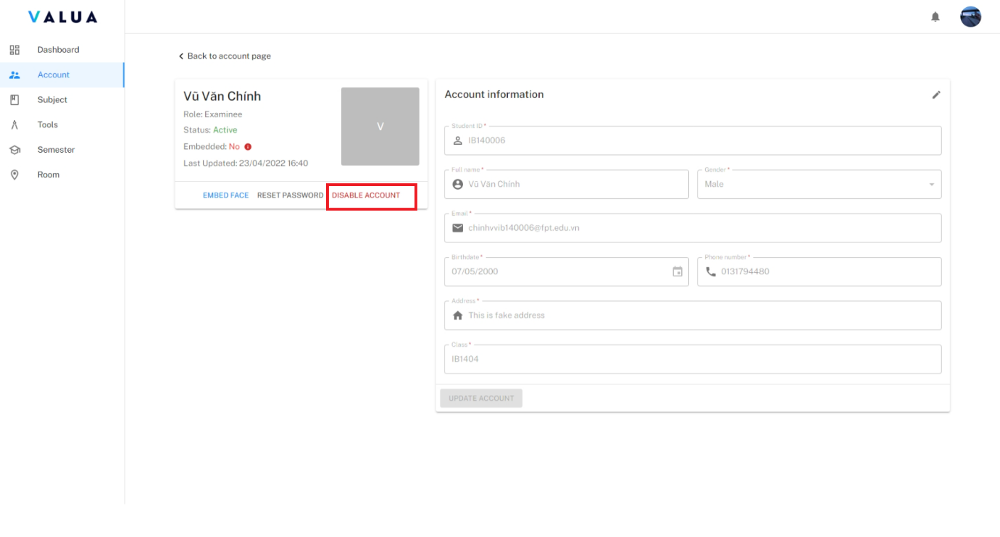 VALUA
Dashboard
Account
Subject
Tools
Semester
Room
Back to account page
Vũ Văn Chính
Role: Examinee
Status: Active
Embedded: No
Last Updated: 23/04/2022 16:40
V
EMBED FACE RESET PASSWORD DISABLE ACCOUNT
Account information
Student ID *
IB140006
Full name *
Vũ Văn Chính
Gender *
Male
Email *
chinhvvib140006@fpt.edu.vn
Birthdate *
07/05/2000
Phone number *
0131794480
Address *
This is fake address
Class *
IB1404
UPDATE ACCOUNT